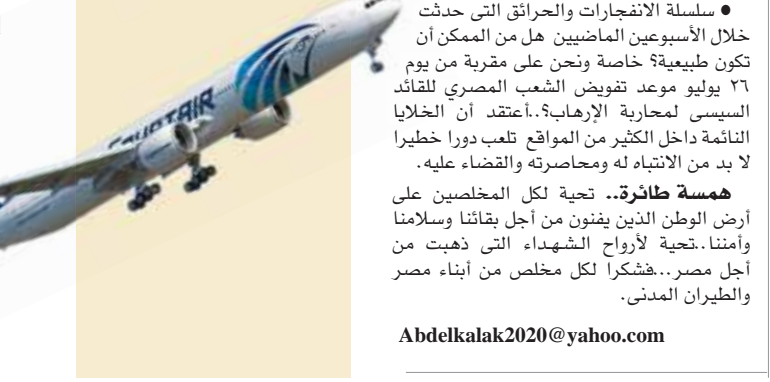 ● سلسلة الانفجارات والحرائق التى حدثت
خلال الأسبوعين الماضيين هل من الممكن أن
تكون طبيعية؟ خاصة ونحن على مقربة من يوم
٢٦ يوليو موعد تفويض الشعب المصري للقائد
السيسى لمحاربة الإرهاب؟..أعتقد أن الخلايا
النائمة داخل الكثير من المواقع تلعب دورا خطيرا
لا بد من الانتباه له ومحاصرته والقضاء عليه.
همسة طائرة.. تحية لكل المخلصين على
أرض الوطن الذين يفنون من أجل بقائنا وسلامنا
وأمننا..تحية لأرواح الشهداء التى ذهبت من
أجل مصر...فشكرا لكل مخلص من أبناء مصر
والطيران المدنى.
Abdelkalak2020@yahoo.com
EGYPTAIR